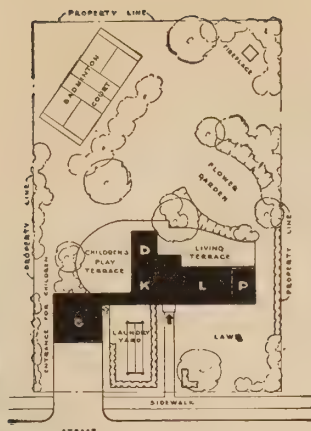 PROPERTY LINE
FIREPLACE
BADMINTON
COURT
FLOWER
GARDEN
PROPERTY LINE
PROPERTY LINE
CHILDREN'S
PLAY
TERRACE
LIVING
TERRACE
D
K L P
ENTRANCE FOR CHILDREN
LAUNDRY
YARD
SIDEWALK